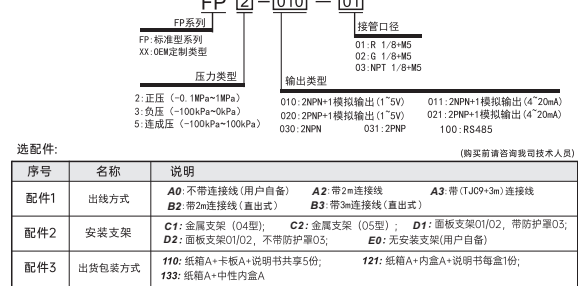 FP 2 — 010 — 01
FP系列
FP:标准型系列
XX:OEM定制类型
接管口径
01:R 1/8+M5
02:G 1/8+M5
03:NPT 1/8+M5
压力类型
2:正压（-0.1MPa~1MPa）
3:负压（-100kPa~0kPa）
5:连成压（-100kPa~100kPa）
输出类型
010:2NPN+1模拟输出(1~5V) 011:2NPN+1模拟输出(4~20mA)
020:2PNP+1模拟输出(1~5V) 021:2PNP+1模拟输出(4~20mA)
030:2NPN 031:2PNP 100:RS485
选配件:
(购买前请咨询我司技术人员)
序号 名称 说明
配件1 出线方式 A0:不带连接线(用户自备) A2:带2m连接线 A3:带(TJC9+3m)连接线
B2:带2m连接线(直出式) B3:带3m连接线(直出式)
配件2 安装支架 C1:金属支架（04型); C2:金属支架（05型）; D1:面板支架01/02，带防护罩03;
D2:面板支架01/02，不带防护罩03; E0:无安装支架(用户自备)
配件3 出货包装方式 110:纸箱A+卡板A+说明书共享5份; 121:纸箱A+内盒A+说明书每盒1份;
133:纸箱A+中性内盒A